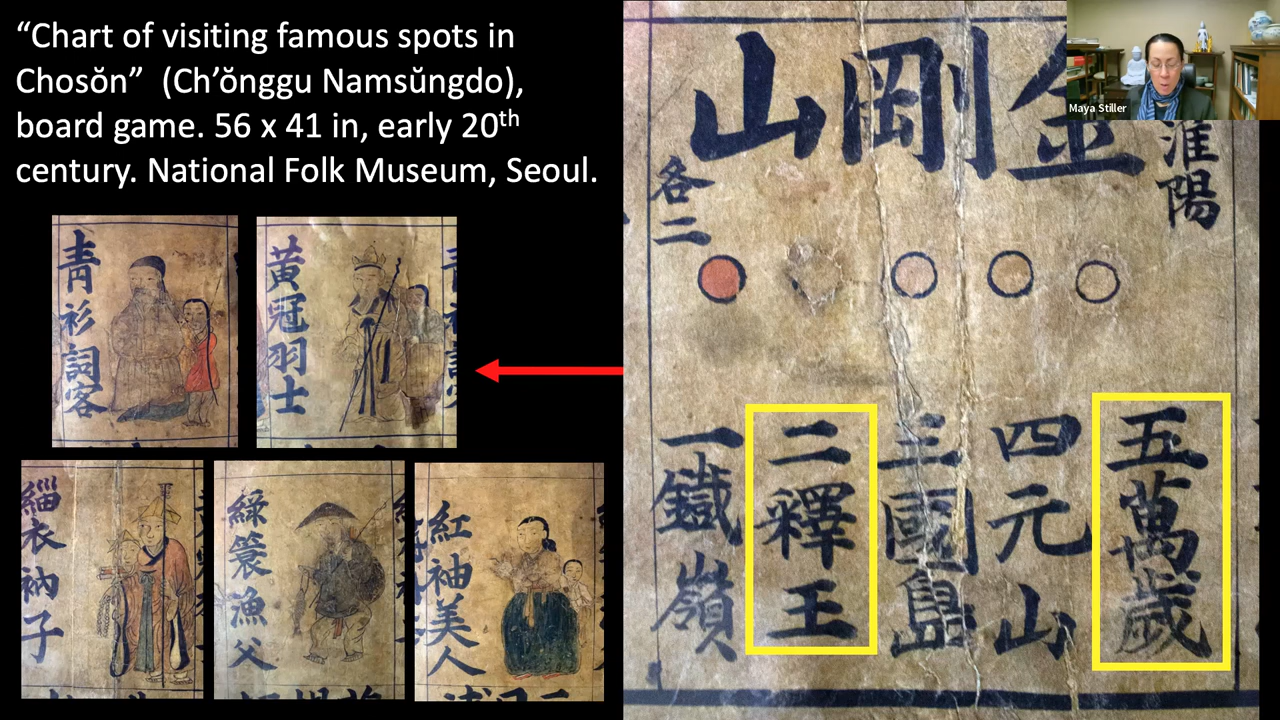 “Chart of visiting famous spots in
Chosŏn” (Ch’ŏnggu Namsŭngdo),
board game. 56 x 41 in, early 20th
century. National Folk Museum, Seoul.
青衫詞客
黃冠羽士
緇衣衲子
綠簑漁父
紅袖美人
Maya Stiller
淮陽
金剛山
各二
五萬歲
四元山
三國島
二釋王
一鐵嶺